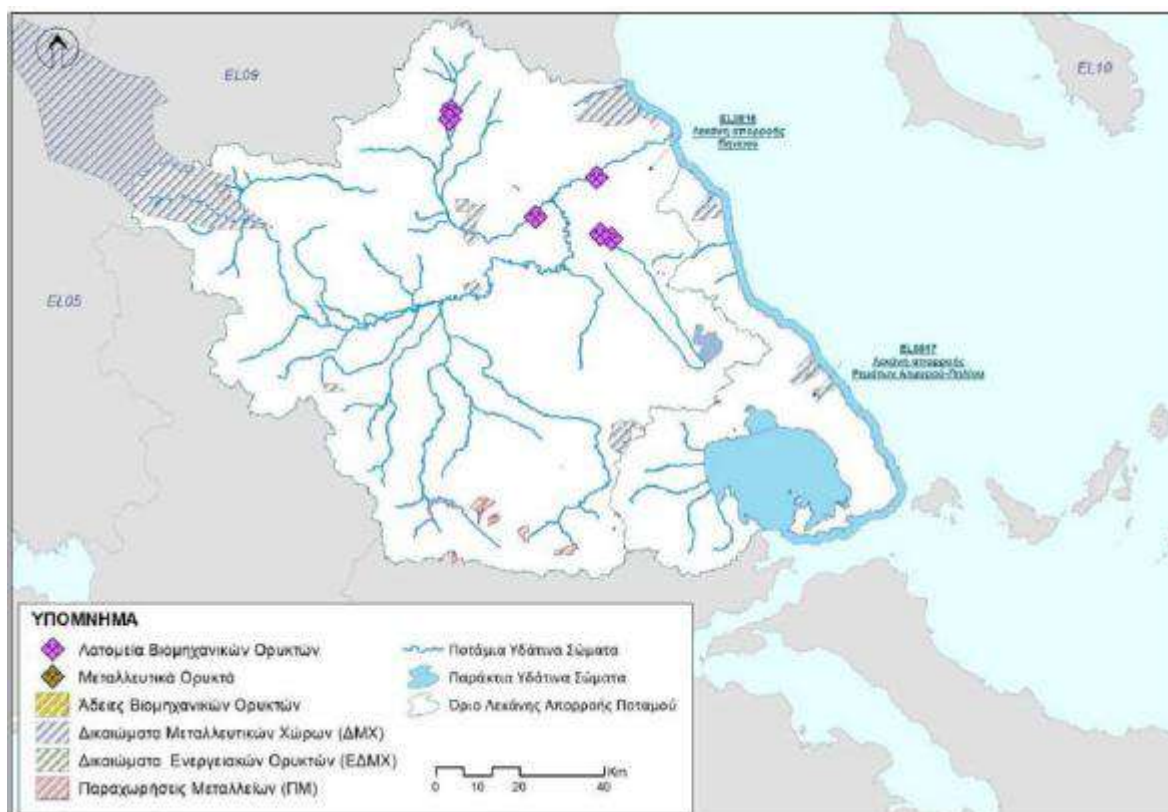 EL09
EL10
EL0816
Λεκάνη απορροής
Πηνειού
EL05
EL0817
Λεκάνη απορροής
Ρεμάτων Αλμυρού-Πηλίου
ΥΠΟΜΝΗΜΑ
Λατομεία Βιομηχανικών Ορυκτών
Μεταλλευτικά Ορυκτά
Άδειες Βιομηχανικών Ορυκτών
Δικαιώματα Μεταλλευτικών Χώρων (ΔΜΧ)
Δικαιώματα Ενεργειακών Ορυκτών (ΕΔΜΧ)
Παραχωρήσεις Μεταλλείων (ΠΜ)
Ποτάμια Υδάτινα Σώματα
Παράκτια Υδάτινα Σώματα
Όριο Λεκάνης Απορροής Ποταμού
Km
0 10 20 40